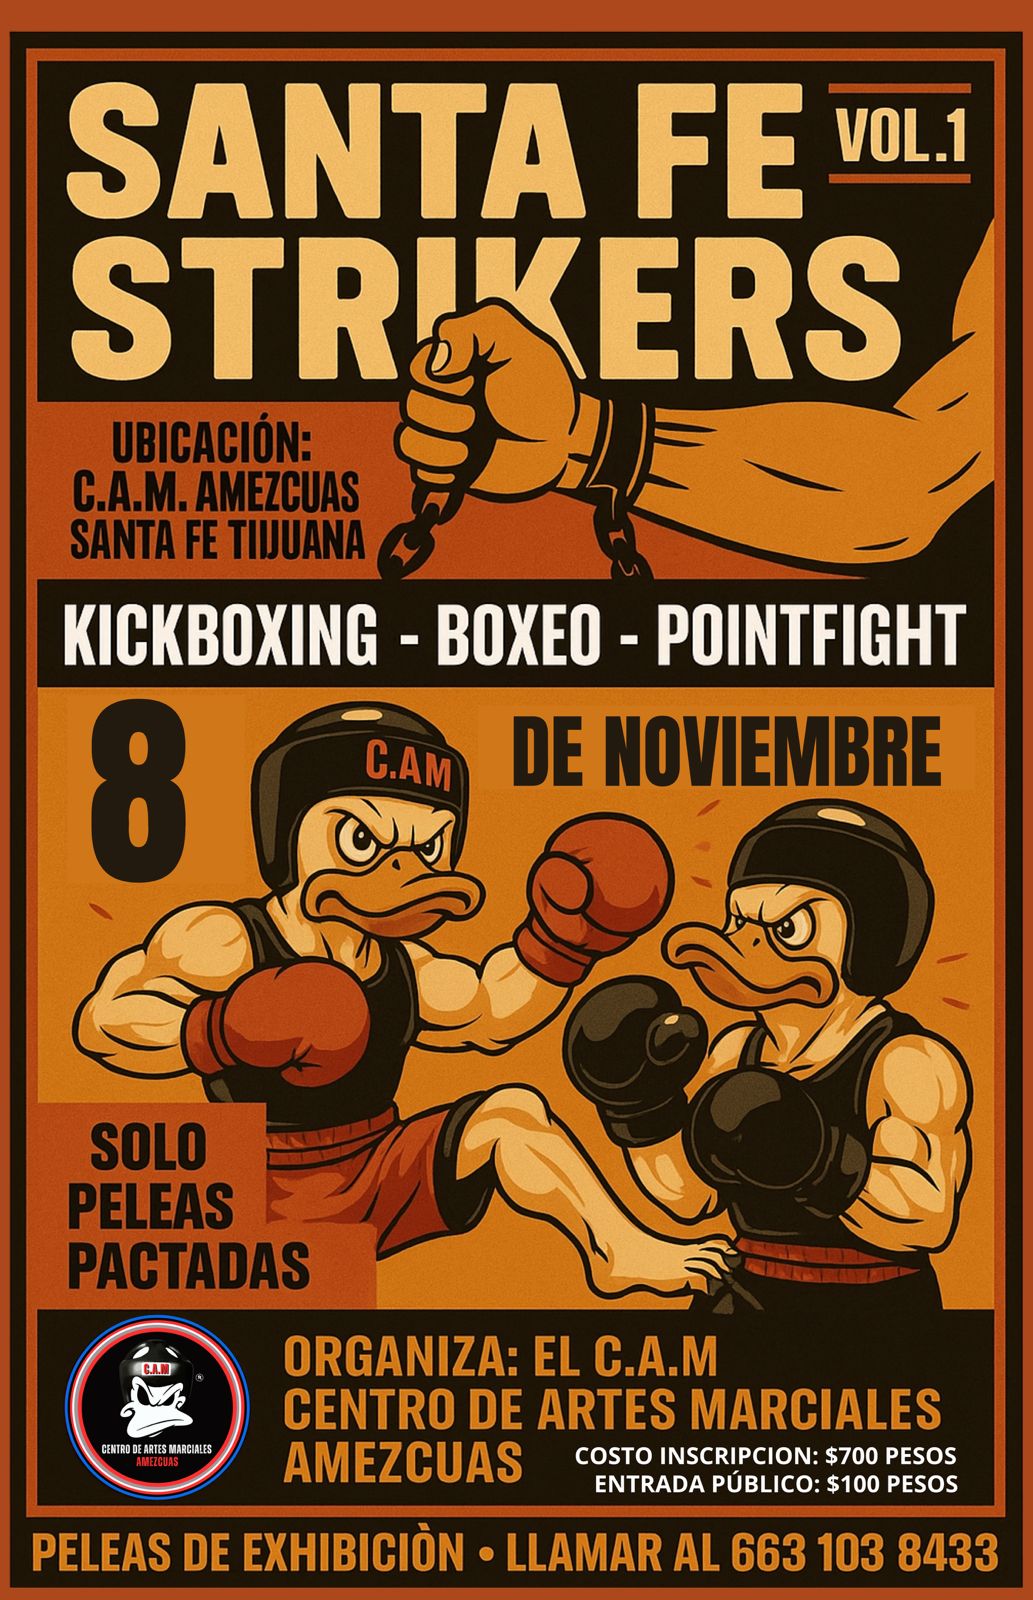 SANTA FE
VOL.1
STRIKERS
UBICACIÓN:
C.A.M. AMEZCUAS
SANTA FE TIJUANA
KICKBOXING - BOXEO - POINTFIGHT
8
DE NOVIEMBRE
C.AM
SOLO
PELEAS
PACTADAS
C.A.M
CENTRO DE ARTES MARCIALES
AMEZCUAS
ORGANIZA: EL C.A.M
CENTRO DE ARTES MARCIALES
AMEZCUAS
COSTO INSCRIPCION: $700 PESOS
ENTRADA PÚBLICO: $100 PESOS
PELEAS DE EXHIBICIÒN • LLAMAR AL 663 103 8433